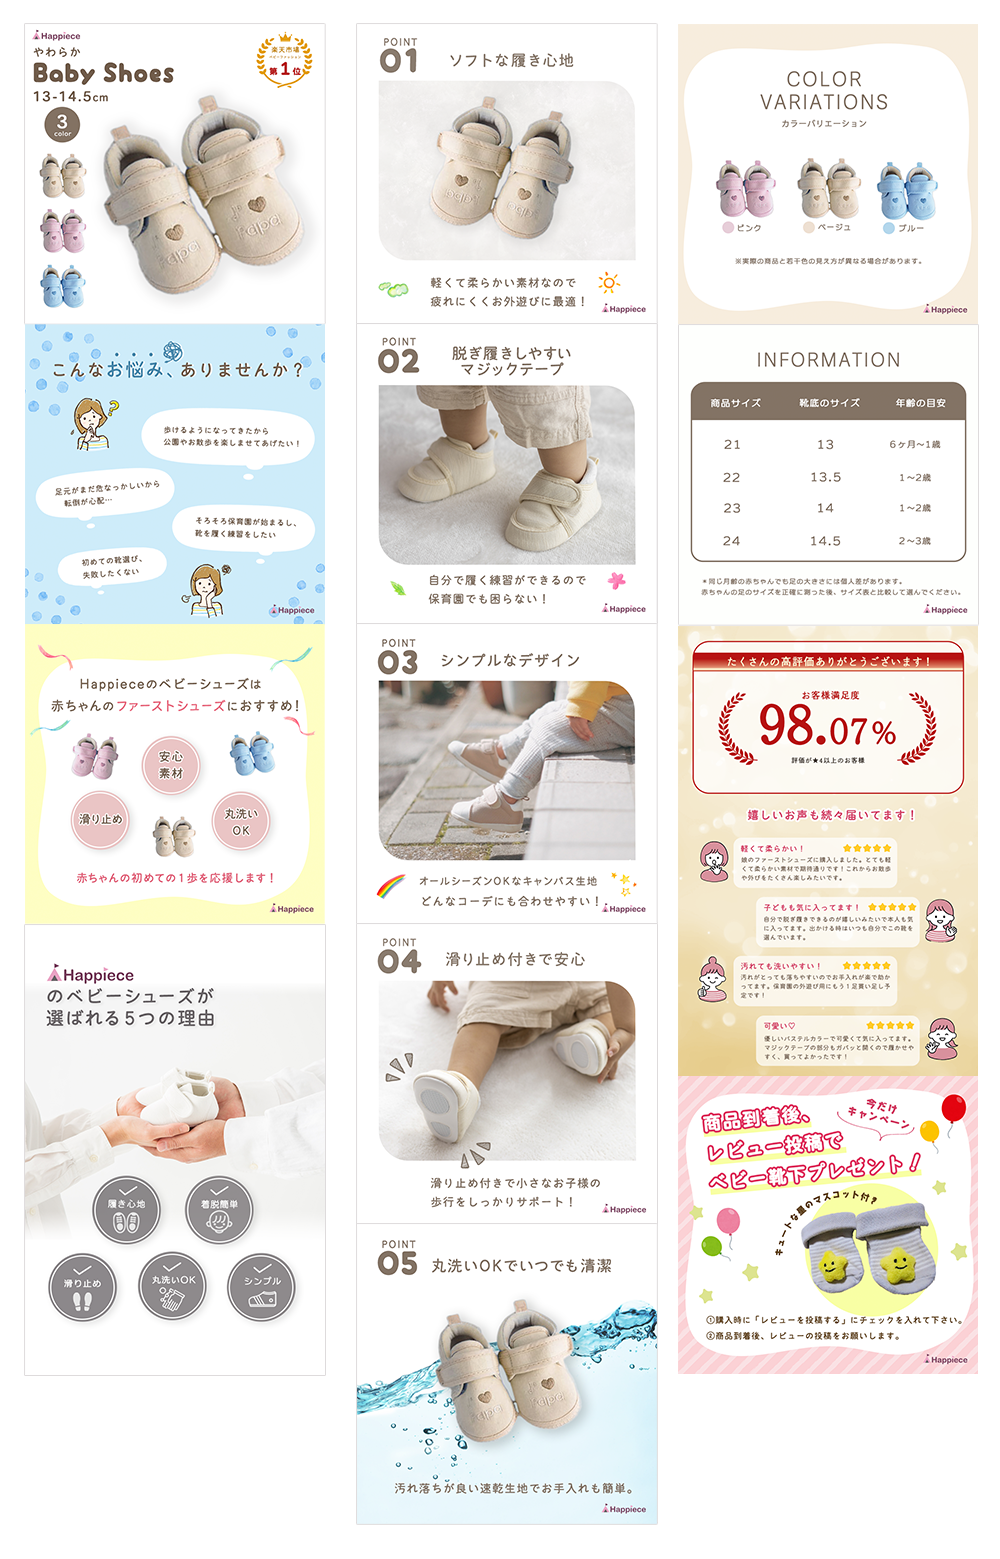 Happiece
やわらか
Baby Shoes
13-14.5cm
3
color
楽天市場
第1位
こんなお悩み、ありませんか？
歩けるようになってきたから
公園やお散歩を楽しませてあげたい！
足元がまだ危なっかしいから
転倒が心配…
そろそろ保育園が始まるし、
靴を履く練習をしたい
初めての靴選び、
失敗したくない
Happiece
Happieceのベビーシューズは
赤ちゃんのファーストシューズにおすすめ！
安心
素材
滑り止め
丸洗い
OK
赤ちゃんの初めての1歩を応援します！
Happiece
Happiece
のベビーシューズが
選ばれる5つの理由
履き心地
着脱簡単
滑り止め
丸洗いOK
シンプル
POINT
01
ソフトな履き心地
papa
papa
軽くて柔らかい素材なので
疲れにくくお外遊びに最適！
Happiece
POINT
02
脱ぎ履きしやすい
マジックテープ
自分で履く練習ができるので
保育園でも困らない！
Happiece
POINT
03
シンプルなデザイン
オールシーズンOKなキャンバス生地
どんなコーデにも合わせやすい！
Happiece
POINT
04
滑り止め付きで安心
滑り止め付きで小さなお子様の
歩行をしっかりサポート！
Happiece
POINT
05
丸洗いOKでいつでも清潔
汚れ落ちが良い速乾生地でお手入れも簡単。
Happiece
COLOR
VARIATIONS
カラーバリエーション
ピンク
ベージュ
ブルー
※実際の商品と若干色の見え方が異なる場合があります。
Happiece
INFORMATION
商品サイズ 靴底のサイズ 年齢の目安
21 13 6ヶ月〜1歳
22 13.5 1〜2歳
23 14 1〜2歳
24 14.5 2〜3歳
＊同じ月齢の赤ちゃんでも足の大きさには個人差があります。
赤ちゃんの足のサイズを正確に測った後、サイズ表と比較して選んでください。
Happiece
たくさんの高評価ありがとうございます！
お客様満足度
98.07%
評価が★4以上のお客様
嬉しいお声も続々届いてます！
軽くて柔らかい！ ★★★★★
娘のファーストシューズに購入しました。とても軽
くて柔らかい素材で期待通りです！これからお散歩
や外びをたくさん楽しみたいです。
子どもも気に入ってます！ ★★★★★
自分で脱ぎ履きできるのが嬉しいみたいで本人も気
に入ってます。出かける時はいつも自分でこの靴を
選んでいます。
汚れても洗いやすい！ ★★★★★
汚れがとっても落ちやすいのでお手入れが楽で助か
ってます。保育園の外遊び用にもう1足買い足し予
定です！
可愛い♡ ★★★★★
優しいパステルカラーで可愛くて気に入ってます。
マジックテープの部分もガバッと開くので履かせや
すく、買ってよかったです！
今だけ
キャンペーン
商品到着後、
レビュー投稿で
ベビー靴下プレゼント！
キュートな星のマスコット付き
①購入時に「レビューを投稿する」にチェックを入れて下さい。
②商品到着後、レビューの投稿をお願いします。
Happiece